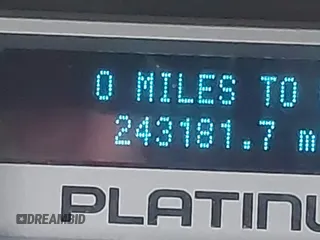 0 MILES TO
243181.7 m
PLATINU
DREAMBID